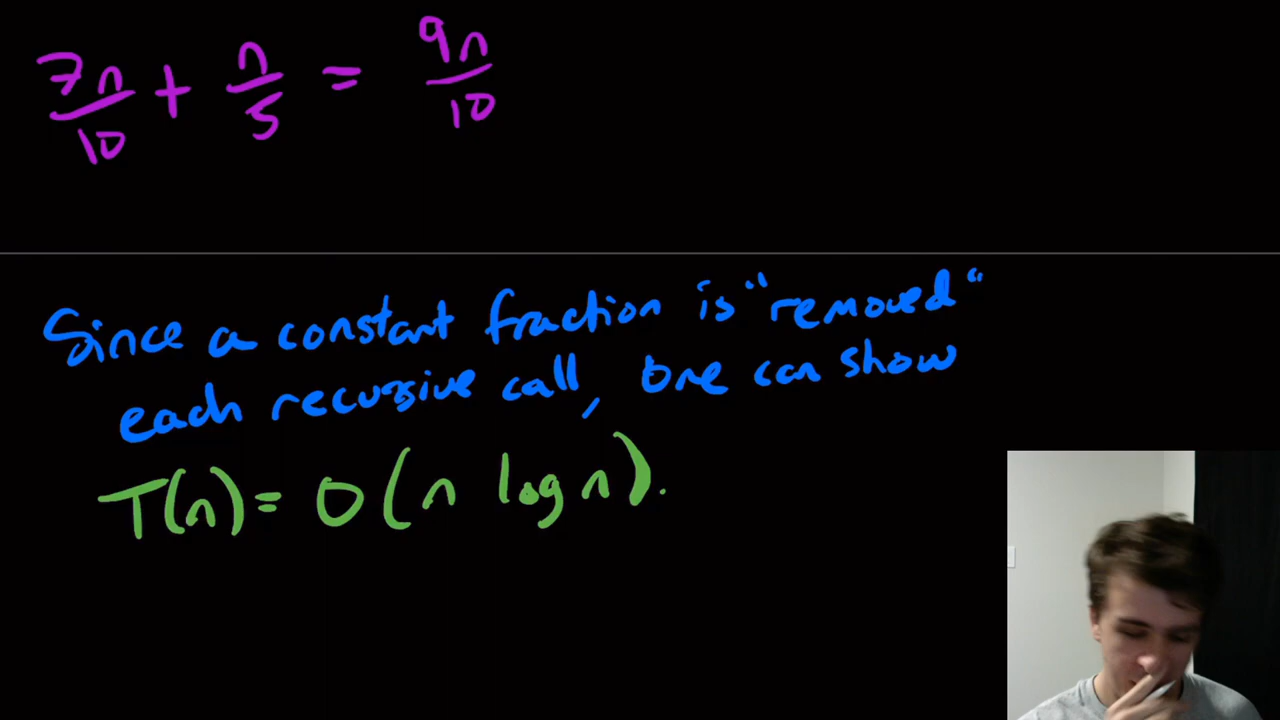 7n/10 + n/5 = 9n/10
Since a constant fraction is "removed"
each recursive call, one can show
T(n) = O(n log n).